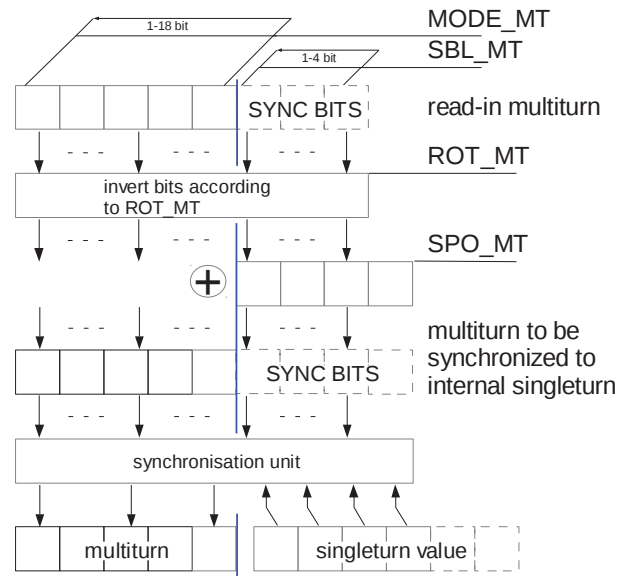 1-18 bit
MODE_MT
SBL_MT
1-4 bit
SYNC BITS
read-in multiturn
- - - - - - - - -
ROT_MT
invert bits according
to ROT_MT
- - - - - - - - -
SPO_MT
+
- - - - - - - - -
multiturn to be
synchronized to
internal singleturn
SYNC BITS
- - - - - - - - -
synchronisation unit
multiturn
singleturn value